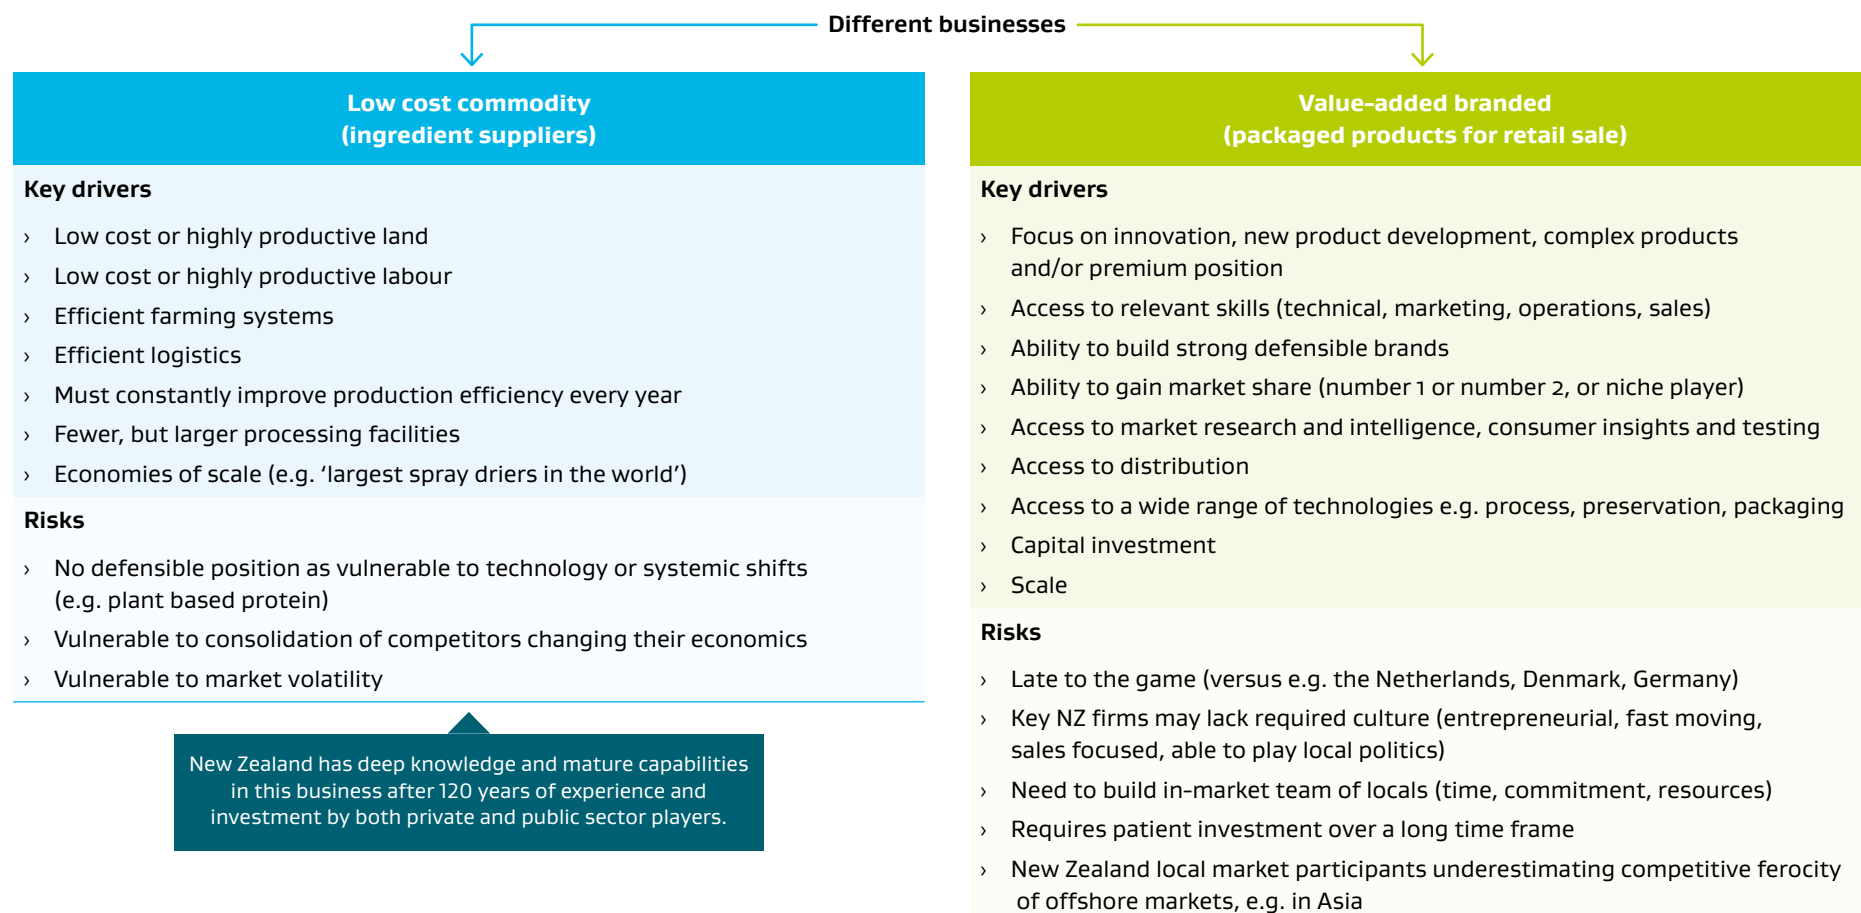 Different businesses
Low cost commodity
(ingredient suppliers)
Key drivers
› Low cost or highly productive land
› Low cost or highly productive labour
› Efficient farming systems
› Efficient logistics
› Must constantly improve production efficiency every year
› Fewer, but larger processing facilities
› Economies of scale (e.g. ‘largest spray driers in the world’)
Risks
› No defensible position as vulnerable to technology or systemic shifts
(e.g. plant based protein)
› Vulnerable to consolidation of competitors changing their economics
› Vulnerable to market volatility
New Zealand has deep knowledge and mature capabilities
in this business after 120 years of experience and
investment by both private and public sector players.
Value-added branded
(packaged products for retail sale)
Key drivers
› Focus on innovation, new product development, complex products
and/or premium position
› Access to relevant skills (technical, marketing, operations, sales)
› Ability to build strong defensible brands
› Ability to gain market share (number 1 or number 2, or niche player)
› Access to market research and intelligence, consumer insights and testing
› Access to distribution
› Access to a wide range of technologies e.g. process, preservation, packaging
› Capital investment
› Scale
Risks
› Late to the game (versus e.g. the Netherlands, Denmark, Germany)
› Key NZ firms may lack required culture (entrepreneurial, fast moving,
sales focused, able to play local politics)
› Need to build in-market team of locals (time, commitment, resources)
› Requires patient investment over a long time frame
› New Zealand local market participants underestimating competitive ferocity
of offshore markets, e.g. in Asia